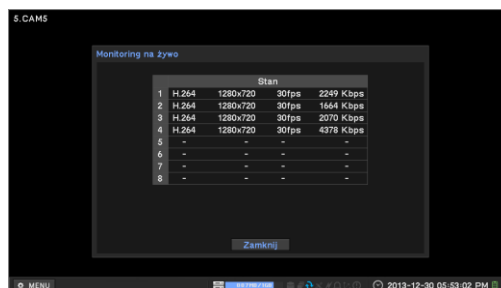 5.CAM5
Monitoring na żywo
Stan
1 H.264 1280x720 30fps 2249 Kbps
2 H.264 1280x720 30fps 1664 Kbps
3 H.264 1280x720 30fps 2070 Kbps
4 H.264 1280x720 30fps 4378 Kbps
5 - - - -
6 - - - -
7 - - - -
8 - - - -
Zamknij
MENU
2013-12-30 05:53:02 PM